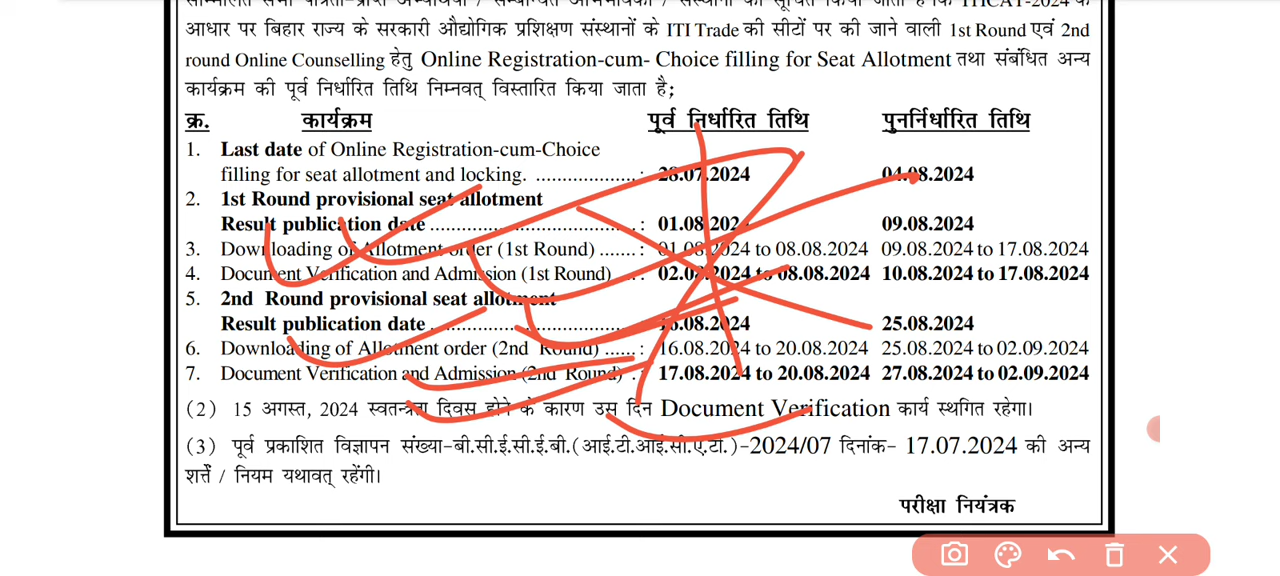 आधार पर बिहार राज्य के सरकारी औद्योगिक प्रशिक्षण संस्थानों के ITI Trade की सीटों पर की जाने वाली 1st Round एवं 2nd
round Online Counselling हेतु Online Registration-cum- Choice filling for Seat Allotment तथा संबंधित अन्य
कार्यक्रम की पूर्व निर्धारित तिथि निम्नवत् विस्तारित किया जाता है;
क्र. कार्यक्रम पूर्व निर्धारित तिथि पुनर्निर्धारित तिथि
1. Last date of Online Registration-cum-Choice
filling for seat allotment and locking. ..................... : 28.07.2024 04.08.2024
2. 1st Round provisional seat allotment
Result publication date ....................................... : 01.08.2024 09.08.2024
3. Downloading of Allotment order (1st Round) ....... : 01.08.2024 to 08.08.2024 09.08.2024 to 17.08.2024
4. Document Verification and Admission (1st Round) . : 02.08.2024 to 08.08.2024 10.08.2024 to 17.08.2024
5. 2nd Round provisional seat allotment
Result publication date ....................................... : 16.08.2024 25.08.2024
6. Downloading of Allotment order (2nd Round) ...... : 16.08.2024 to 20.08.2024 25.08.2024 to 02.09.2024
7. Document Verification and Admission (2nd Round) : 17.08.2024 to 20.08.2024 27.08.2024 to 02.09.2024
(2) 15 अगस्त, 2024 स्वतन्त्रता दिवस होने के कारण उस दिन Document Verification कार्य स्थगित रहेगा।
(3) पूर्व प्रकाशित विज्ञापन संख्या-बी.सी.ई.सी.ई.बी.(आई.टी.आई.सी.ए.टी.)-2024/07 दिनांक- 17.07.2024 की अन्य
शर्त्तें / नियम यथावत् रहेंगी।
परीक्षा नियंत्रक